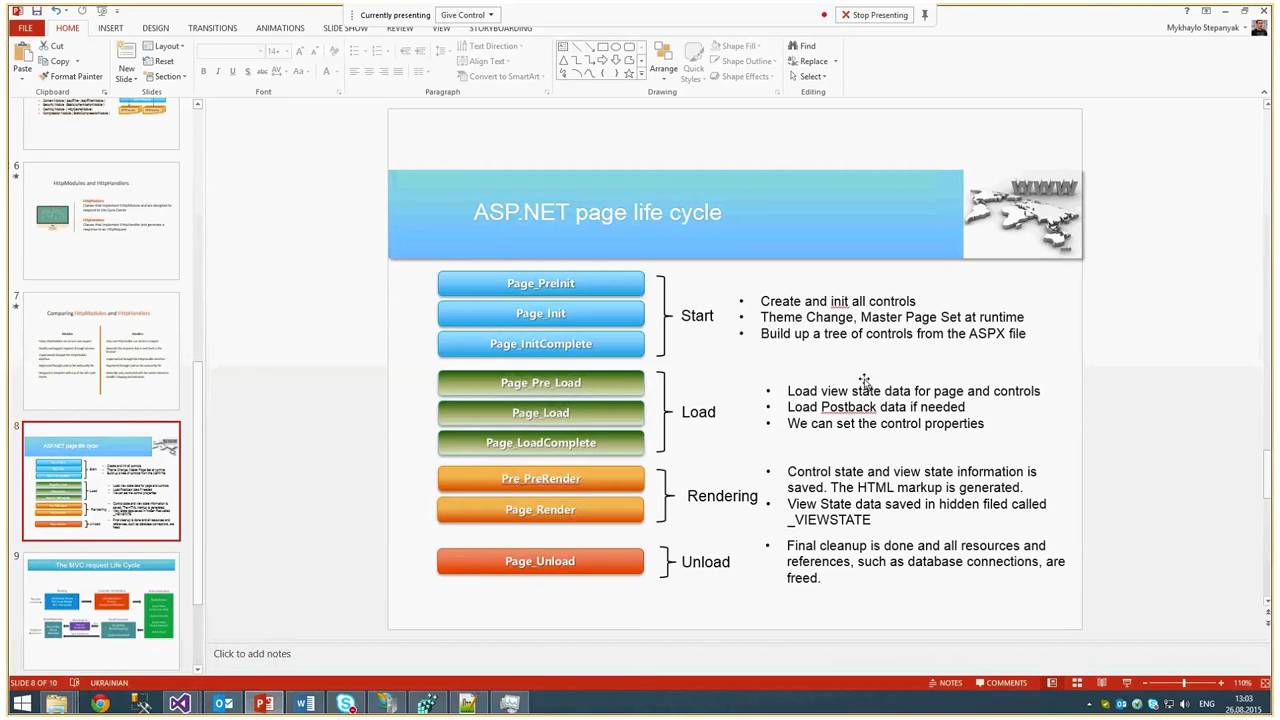 Currently presenting Give Control Stop Presenting
FILE HOME INSERT DESIGN TRANSITIONS ANIMATIONS SLIDE SHOW REVIEW VIEW STORYBOARDING
Mykhaylo Stepanyak
Paste
Cut
Copy
Format Painter
Clipboard
New
Slide
Layout
Reset
Section
Slides
14
Font
Text Direction
Align Text
Convert to SmartArt
Paragraph
Arrange
Quick
Styles
Shape Fill
Shape Outline
Shape Effects
Drawing
Find
Replace
Select
Editing
6
HttpModules and HttpHandlers
7
Comparing HttpModules and HttpHandlers
8
ASP.NET page life cycle
9
The MVC request Life Cycle
WWW
ASP.NET page life cycle
Page_PreInit
Page_Init
Page_InitComplete
Start
• Create and init all controls
• Theme Change, Master Page Set at runtime
• Build up a tree of controls from the ASPX file
Page_Pre_Load
Page_Load
Page_LoadComplete
Load
• Load view state data for page and controls
• Load Postback data if needed
• We can set the control properties
Pre_PreRender
Page_Render
Rendering
• Control state and view state information is
saved. The HTML markup is generated.
• View State data saved in hidden filed called
_VIEWSTATE
Page_Unload
Unload
• Final cleanup is done and all resources and
references, such as database connections, are
freed.
Click to add notes
SLIDE 8 OF 10 UKRAINIAN NOTES COMMENTS 110%
ENG
13:03
26.08.2015